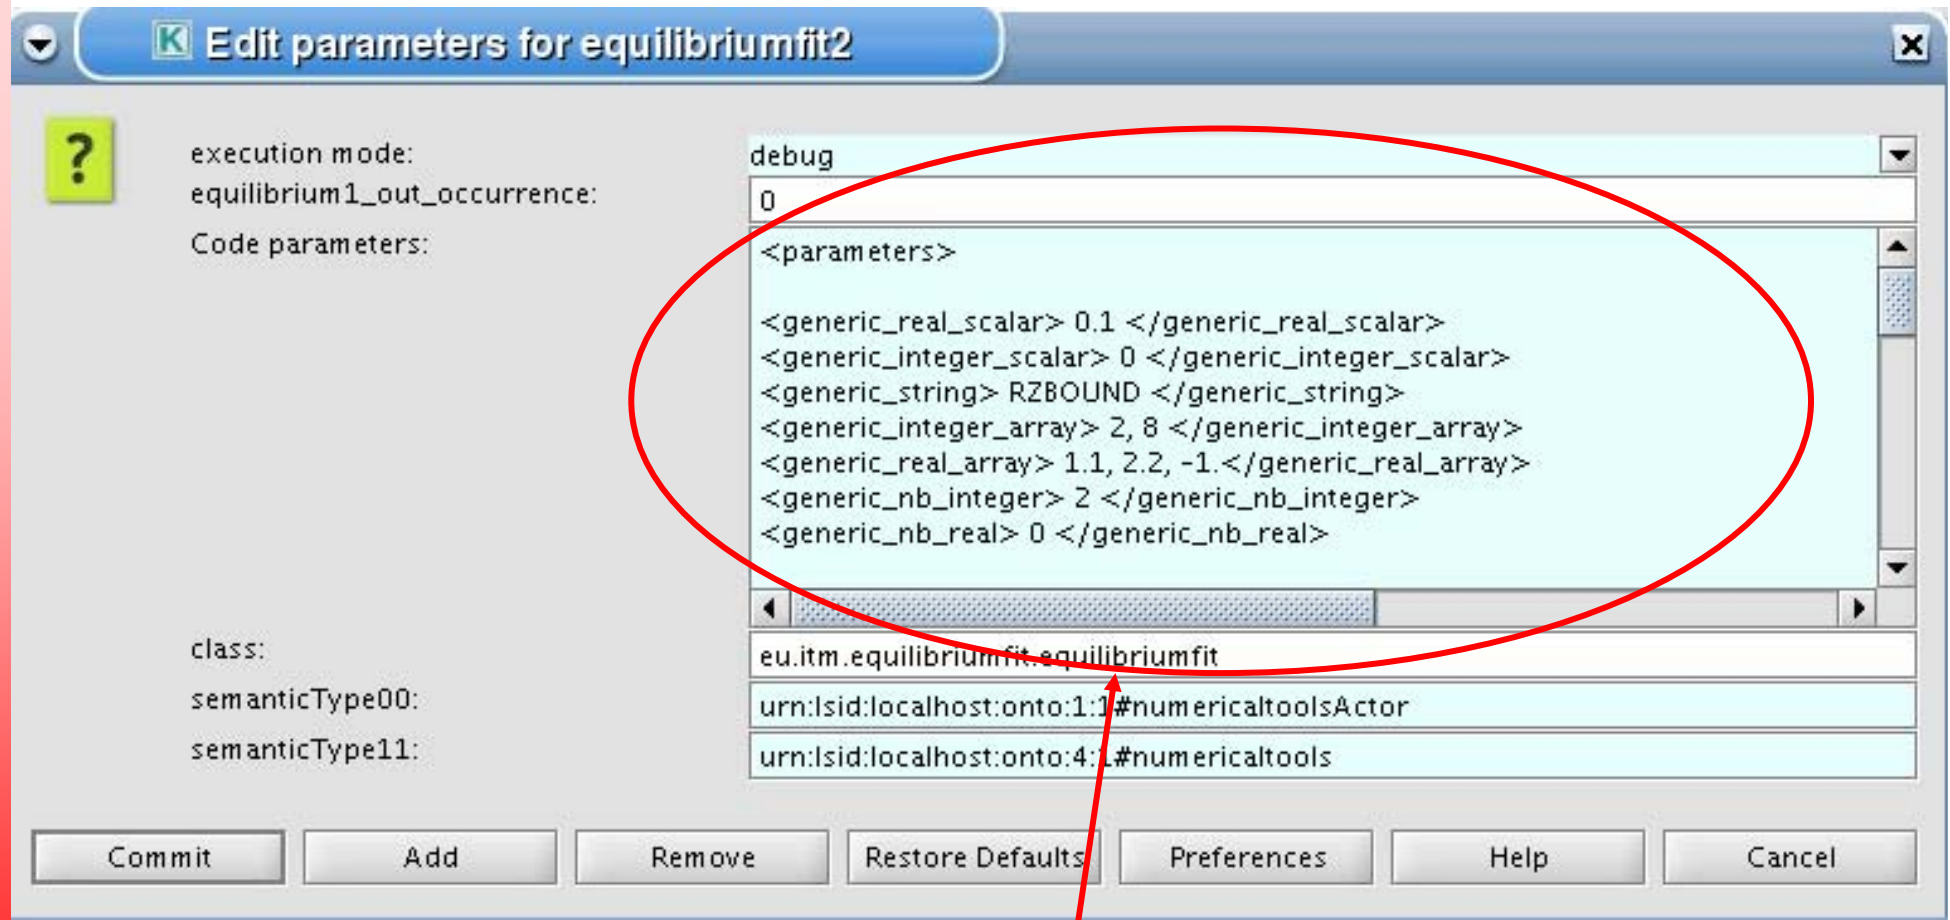 K Edit parameters for equilibriumfit2
?
execution mode: debug
equilibrium1_out_occurrence: 0
Code parameters:
<parameters>
<generic_real_scalar> 0.1 </generic_real_scalar>
<generic_integer_scalar> 0 </generic_integer_scalar>
<generic_string> RZBOUND </generic_string>
<generic_integer_array> 2, 8 </generic_integer_array>
<generic_real_array> 1.1, 2.2, -1.</generic_real_array>
<generic_nb_integer> 2 </generic_nb_integer>
<generic_nb_real> 0 </generic_nb_real>
class: eu.itm.equilibriumfit.equilibriumfit
semanticType00: urn:lsid:localhost:onto:1:1#numericaltoolsActor
semanticType11: urn:lsid:localhost:onto:4:1#numericaltools
Commit Add Remove Restore Defaults Preferences Help Cancel